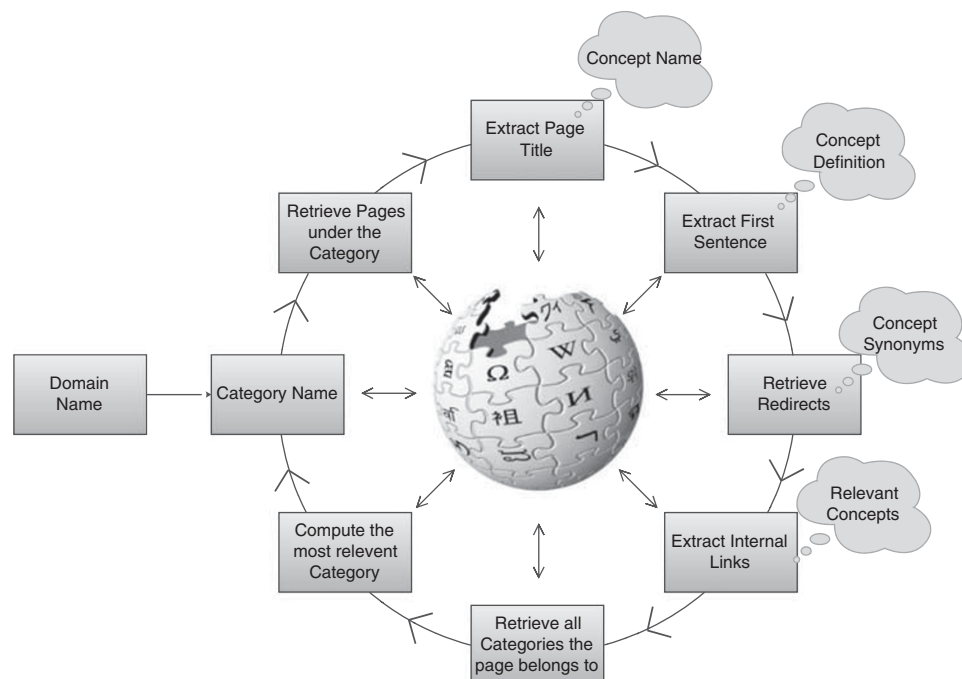 Concept Name
Extract Page
Title
Concept
Definition
Retrieve Pages
under the
Category
Extract First
Sentence
Concept
Synonyms
Domain
Name
Category Name
Retrieve
Redirects
Ω
W
祖
И
Relevant
Concepts
Compute the
most relevent
Category
Extract Internal
Links
Retrieve all
Categories the
page belongs to